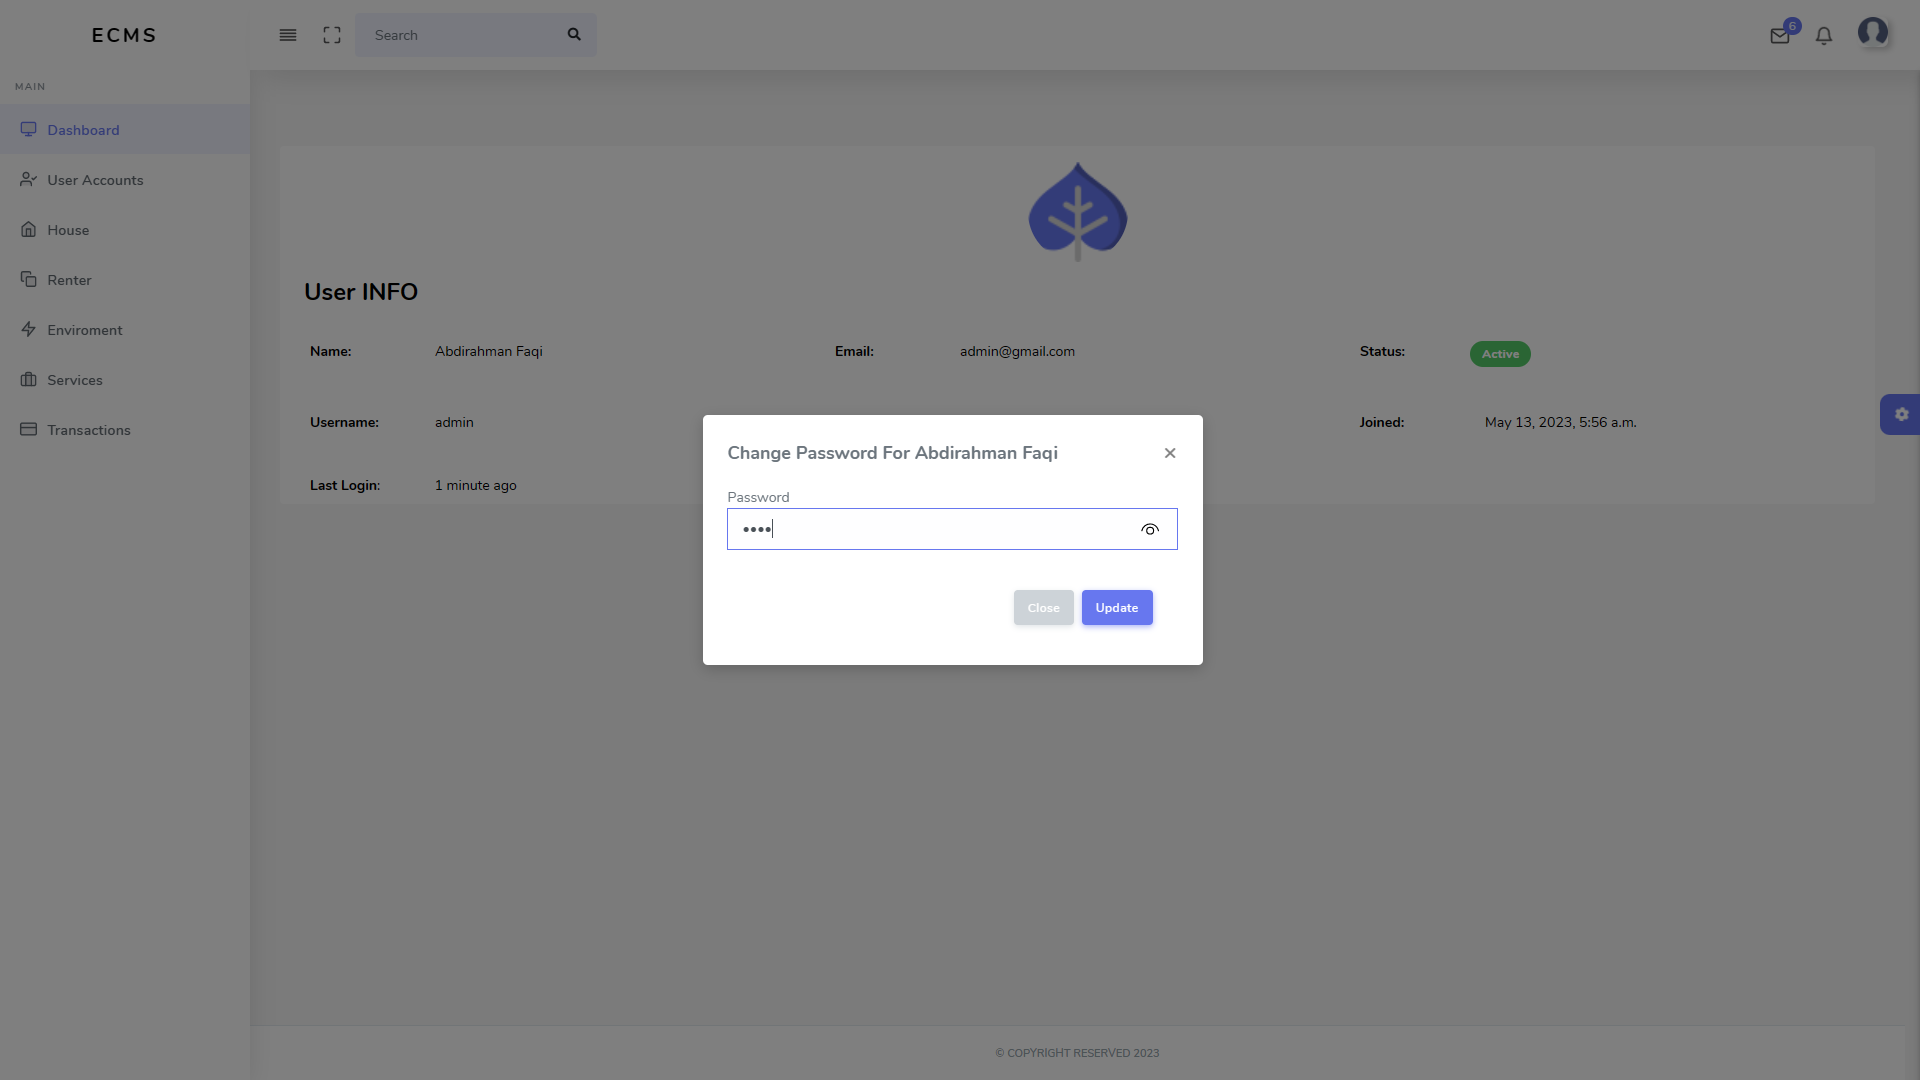 ECMS
Search
6
MAIN
Dashboard
User Accounts
House
Renter
Enviroment
Services
Transactions
User INFO
Name: Abdirahman Faqi Email: admin@gmail.com Status: Active
Username: admin Joined: May 13, 2023, 5:56 a.m.
Last Login: 1 minute ago
Change Password For Abdirahman Faqi ×
Password
••••
Close Update
© COPYRIGHT RESERVED 2023